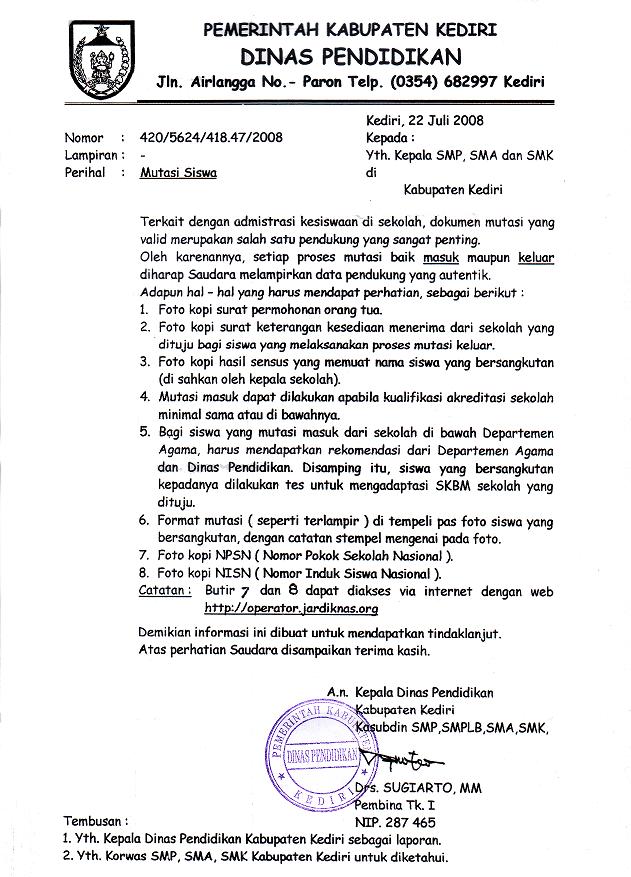 PEMERINTAH KABUPATEN KEDIRI
DINAS PENDIDIKAN
Jln. Airlangga No.- Paron Telp. (0354) 682997 Kediri
Kediri, 22 Juli 2008
Nomor : 420/5624/418.47/2008
Kepada :
Lampiran : -
Yth. Kepala SMP, SMA dan SMK
Perihal : Mutasi Siswa
di
Kabupaten Kediri
Terkait dengan admistrasi kesiswaan di sekolah, dokumen mutasi yang
valid merupakan salah satu pendukung yang sangat penting.
Oleh karenannya, setiap proses mutasi baik masuk maupun keluar
diharap Saudara melampirkan data pendukung yang autentik.
Adapun hal – hal yang harus mendapat perhatian, sebagai berikut :
1. Foto kopi surat permohonan orang tua.
2. Foto kopi surat keterangan kesediaan menerima dari sekolah yang
dituju bagi siswa yang melaksanakan proses mutasi keluar.
3. Foto kopi hasil sensus yang memuat nama siswa yang bersangkutan
(di sahkan oleh kepala sekolah).
4. Mutasi masuk dapat dilakukan apabila kualifikasi akreditasi sekolah
minimal sama atau di bawahnya.
5. Bagi siswa yang mutasi masuk dari sekolah di bawah Departemen
Agama, harus mendapatkan rekomendasi dari Departemen Agama
dan Dinas Pendidikan. Disamping itu, siswa yang bersangkutan
kepadanya dilakukan tes untuk mengadaptasi SKBM sekolah yang
dituju.
6. Format mutasi ( seperti terlampir ) di tempeli pas foto siswa yang
bersangkutan, dengan catatan stempel mengenai pada foto.
7. Foto kopi NPSN ( Nomor Pokok Sekolah Nasional ).
8. Foto kopi NISN ( Nomor Induk Siswa Nasional ).
Catatan : Butir 7 dan 8 dapat diakses via internet dengan web
http://operator.jardiknas.org
Demikian informasi ini dibuat untuk mendapatkan tindaklanjut.
Atas perhatian Saudara disampaikan terima kasih.
A.n. Kepala Dinas Pendidikan
Kabupaten Kediri
Kasubdin SMP,SMPLB,SMA,SMK,
PEMERINTAH KABUPATEN
DINAS PENDIDIKAN
KEDIRI
Drs. SUGIARTO, MM
Pembina Tk. I
NIP. 287 465
Tembusan :
1. Yth. Kepala Dinas Pendidikan Kabupaten Kediri sebagai laporan.
2. Yth. Korwas SMP, SMA, SMK Kabupaten Kediri untuk diketahui.